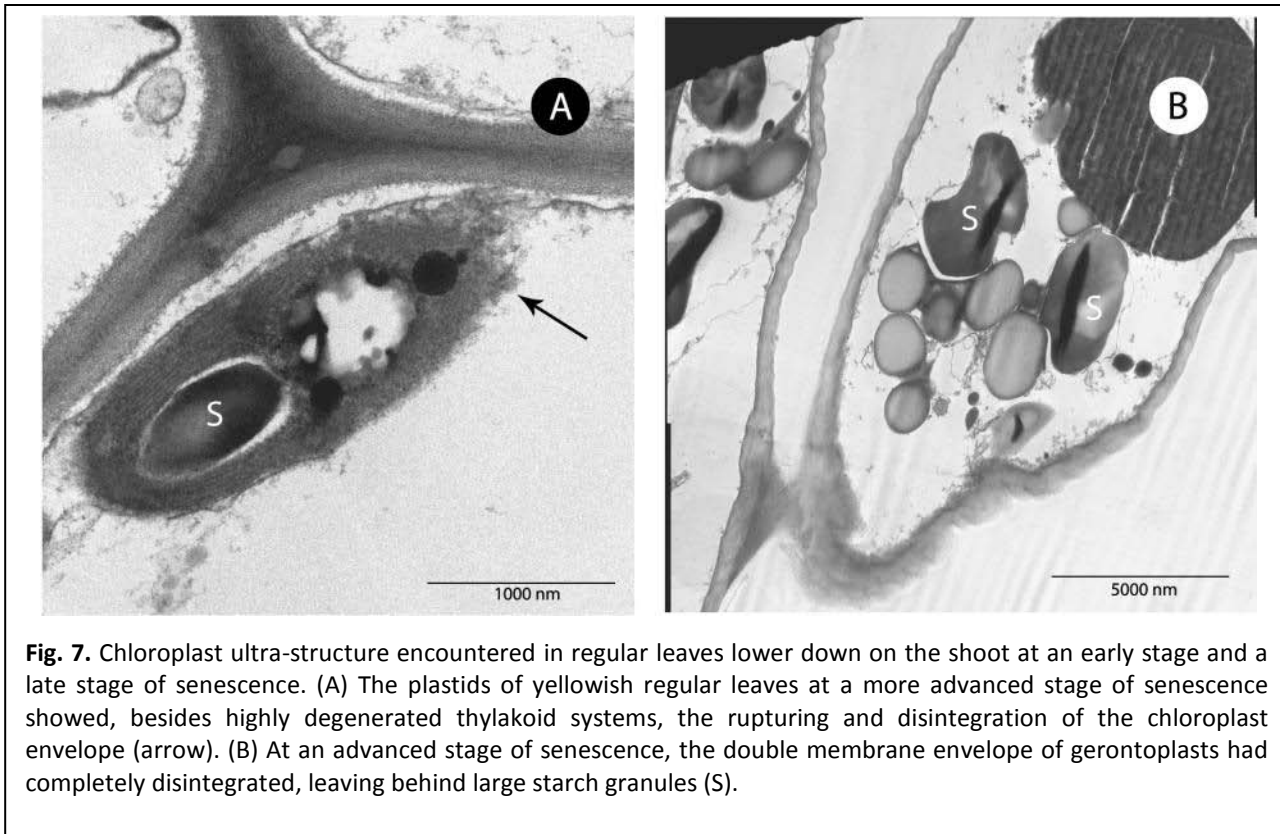 A
B
S
S
S
1000 nm
5000 nm
Fig. 7. Chloroplast ultra-structure encountered in regular leaves lower down on the shoot at an early stage and a
late stage of senescence. (A) The plastids of yellowish regular leaves at a more advanced stage of senescence
showed, besides highly degenerated thylakoid systems, the rupturing and disintegration of the chloroplast
envelope (arrow). (B) At an advanced stage of senescence, the double membrane envelope of gerontoplasts had
completely disintegrated, leaving behind large starch granules (S).